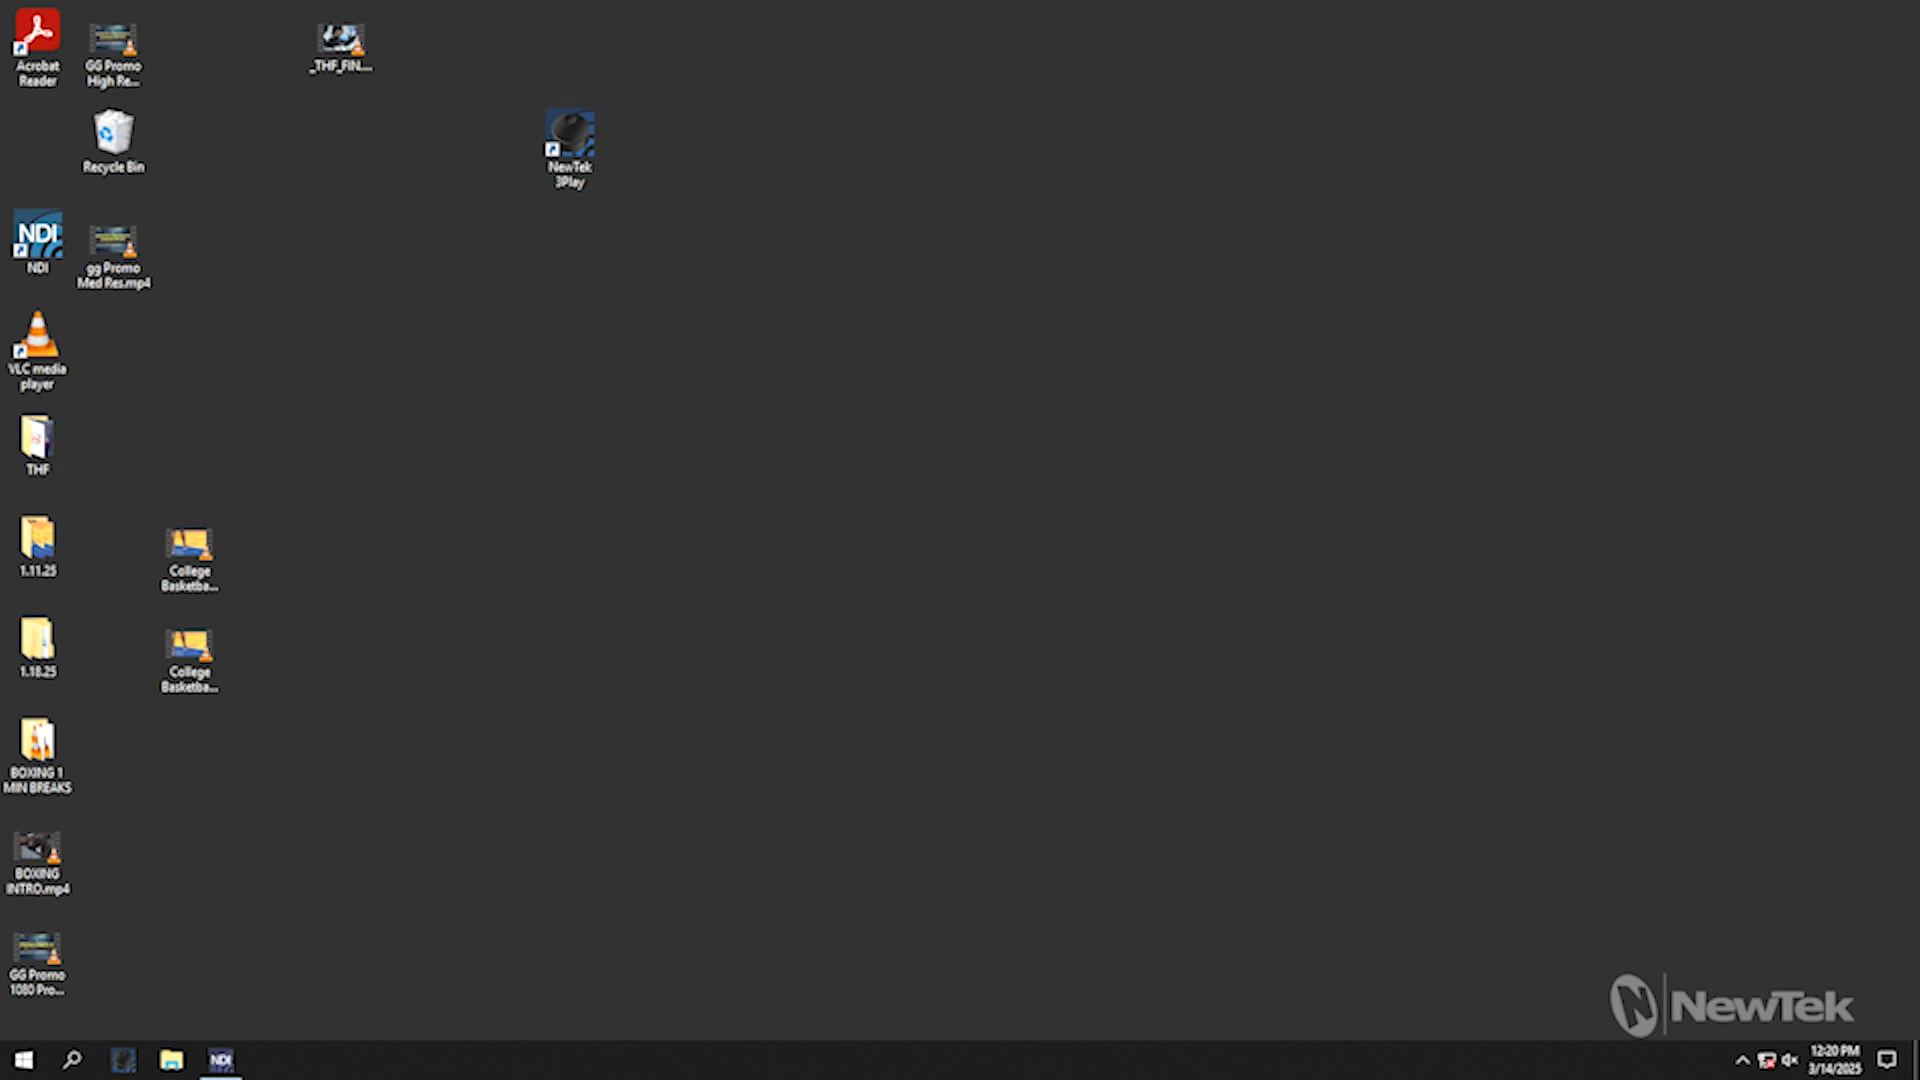 Acrobat
Reader
GG Promo
High Re...
_THF_FIN...
Recycle Bin
NewTek
3Play
NDI
NDI
gg Promo
Med Res.mp4
VLC media
player
THF
1.11.25
College
Basketba...
1.18.25
College
Basketba...
BOXING 1
MIN BREAKS
BOXING
INTRO.mp4
GG Promo
1080 Pro...
NewTek
NDI
12:20 PM
3/14/2025